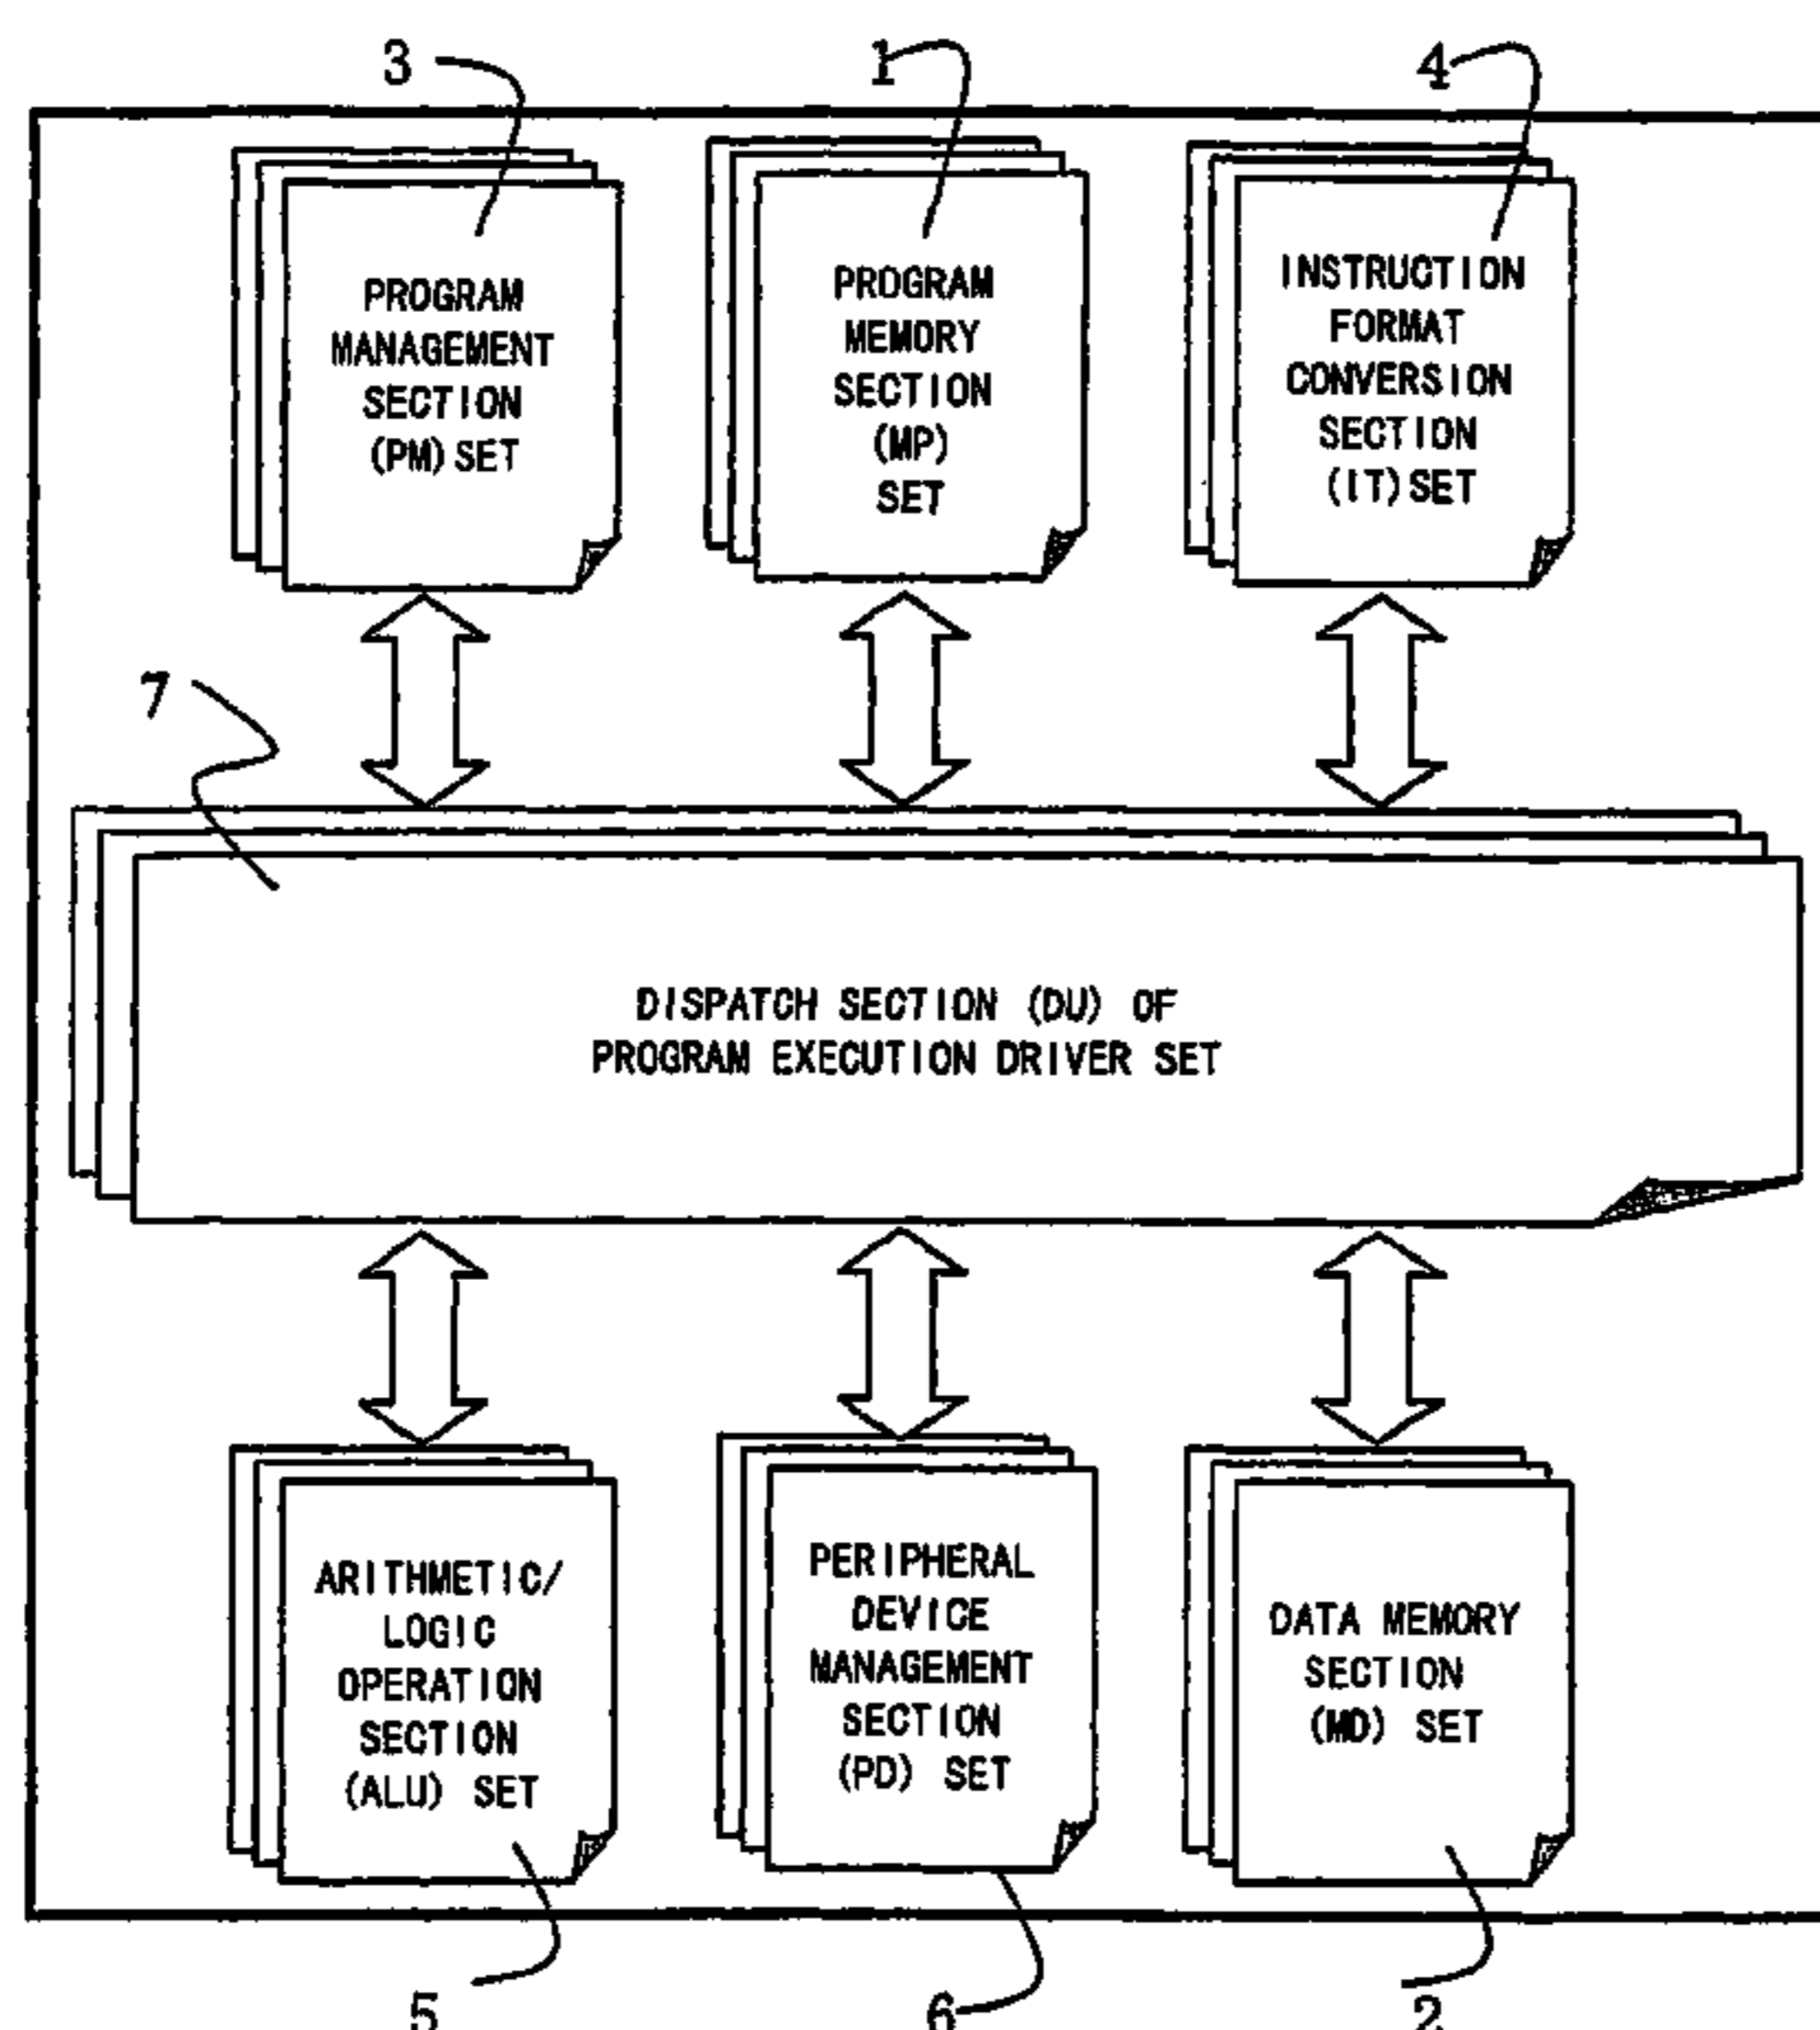 3
1
4
PROGRAM
MANAGEMENT
SECTION
(PM)SET
PROGRAM
MEMORY
SECTION
(MP)
SET
INSTRUCTION
FORMAT
CONVERSION
SECTION
(IT)SET
7
DISPATCH SECTION (DU) OF
PROGRAM EXECUTION DRIVER SET
ARITHMETIC/
LOGIC
OPERATION
SECTION
(ALU) SET
PERIPHERAL
DEVICE
MANAGEMENT
SECTION
(PD) SET
DATA MEMORY
SECTION
(MD) SET
5
6
2